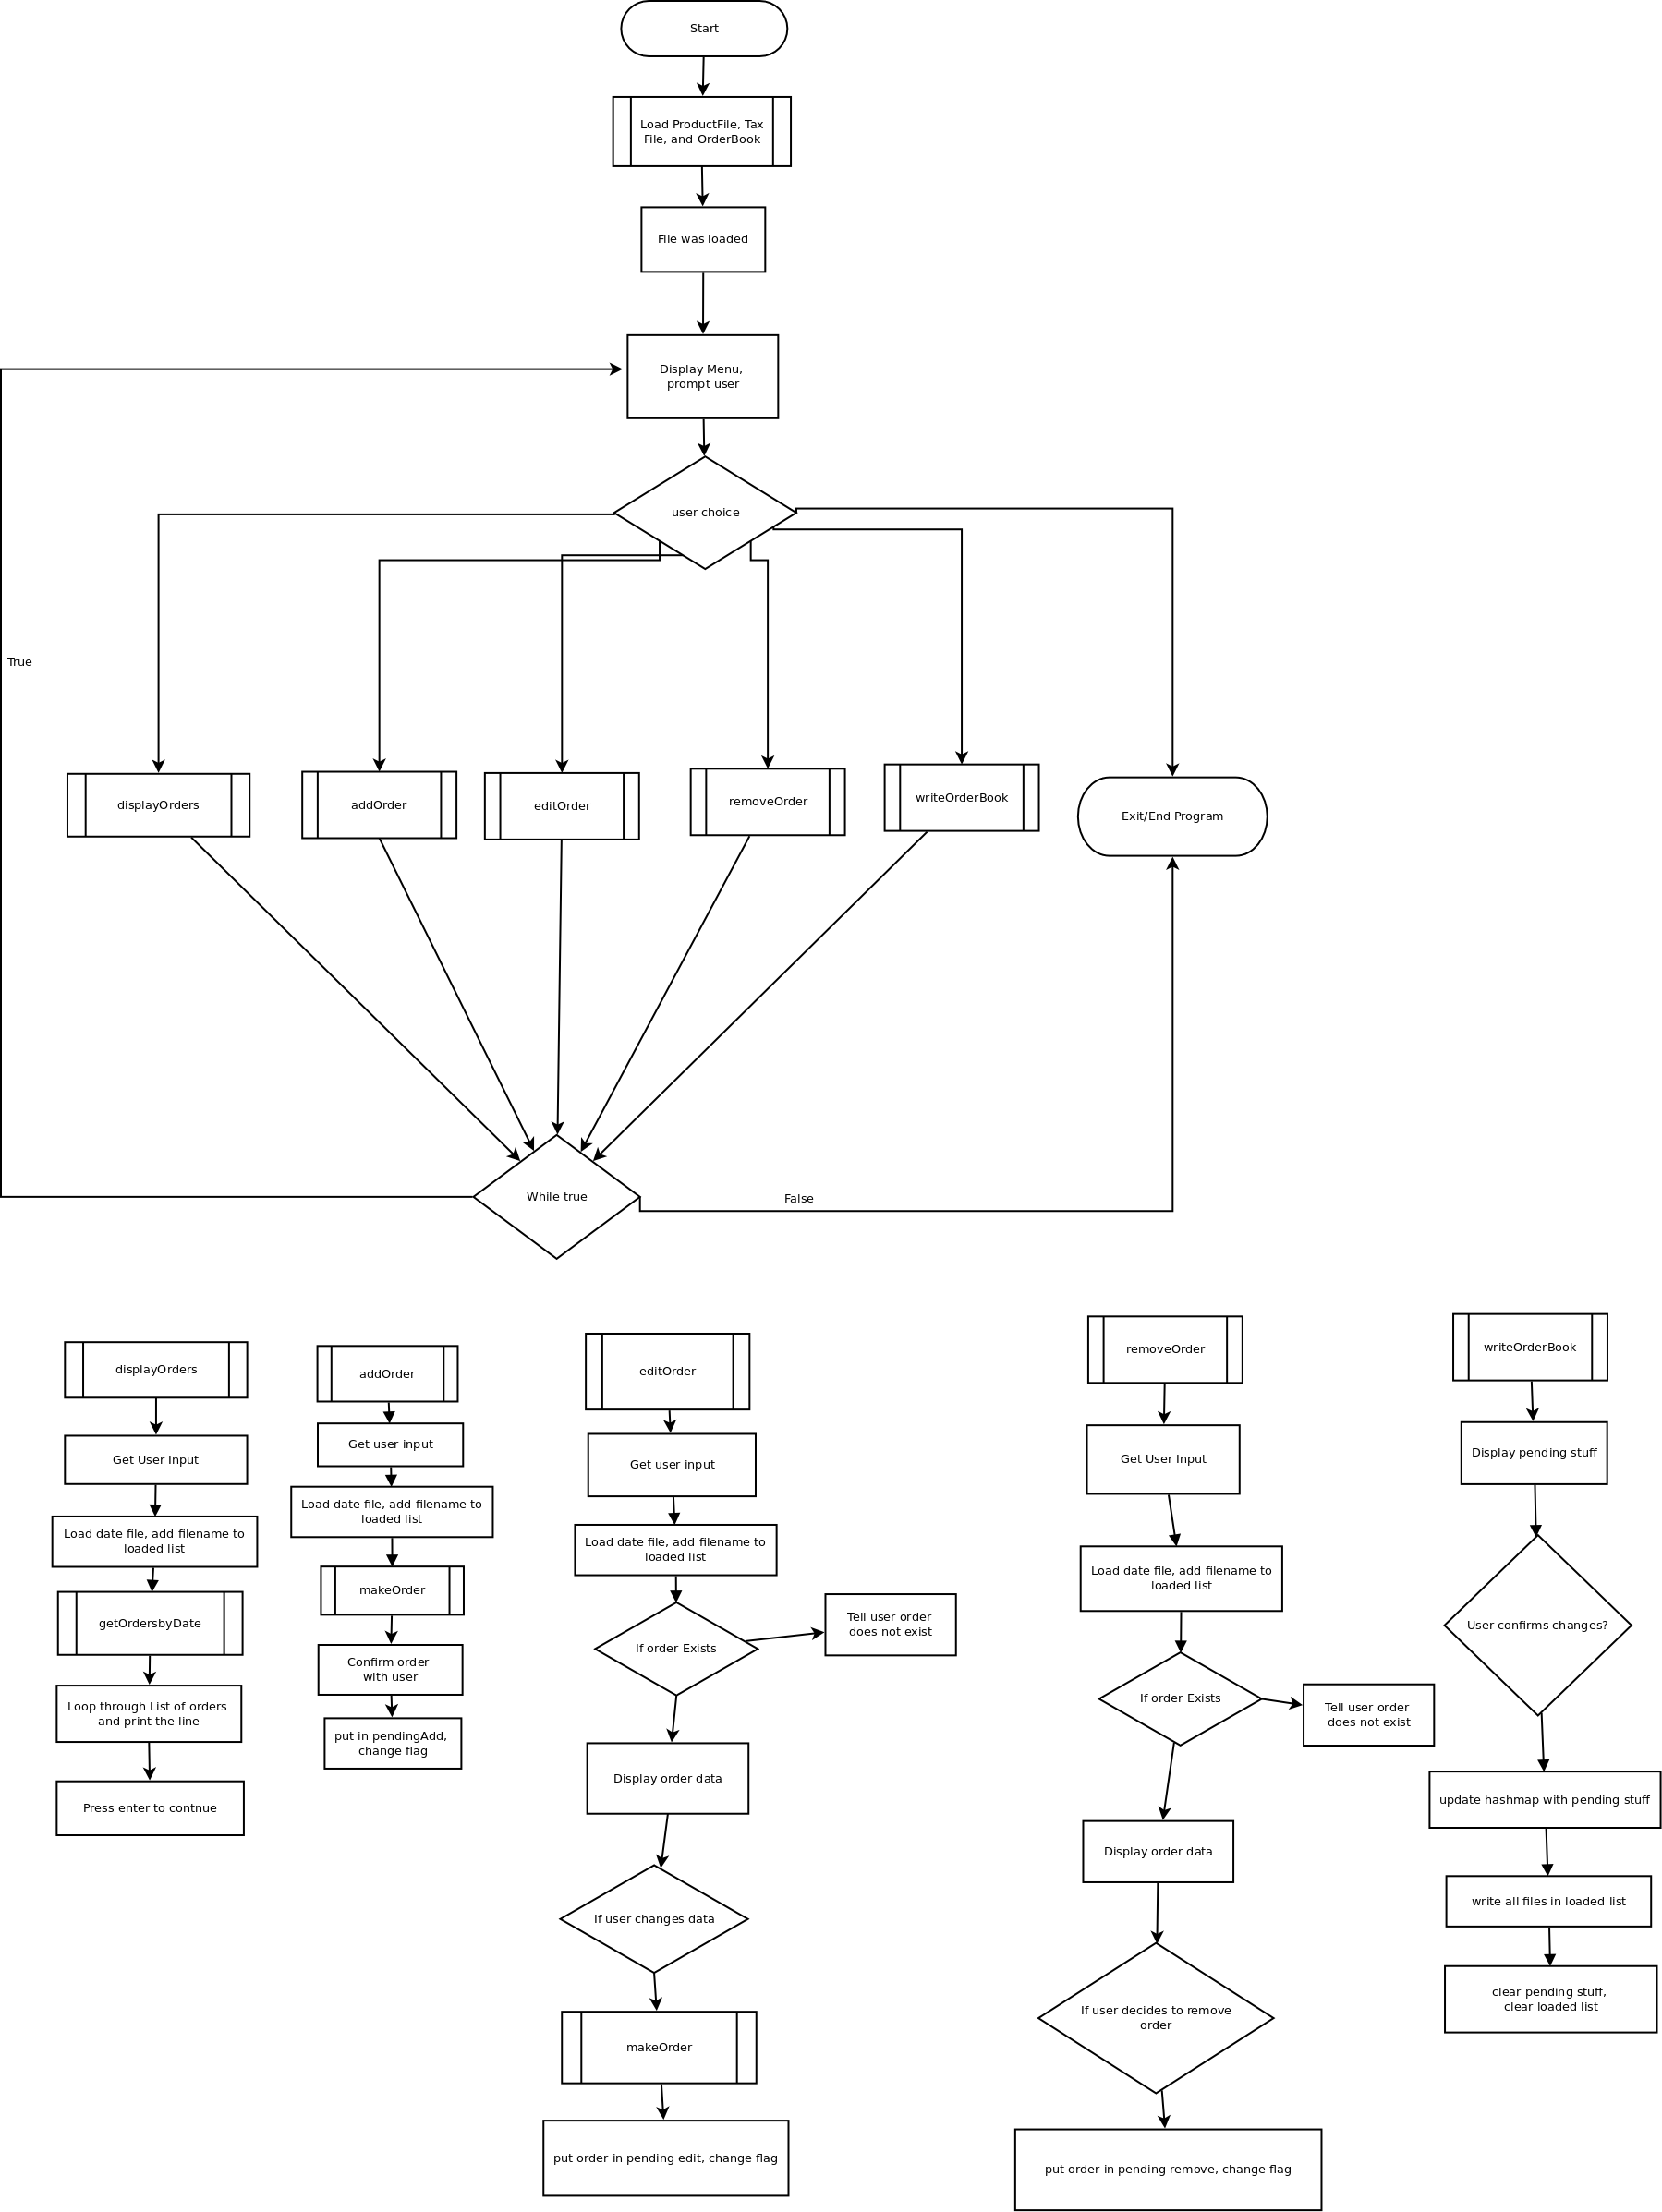 Start
Load ProductFile, Tax
File, and OrderBook
File was loaded
Display Menu,
prompt user
user choice
True
displayOrders
addOrder
editOrder
removeOrder
writeOrderBook
Exit/End Program
While true
False
displayOrders
Get User Input
Load date file, add filename to
loaded list
getOrdersbyDate
Loop through List of orders
and print the line
Press enter to contnue
addOrder
Get user input
Load date file, add filename to
loaded list
makeOrder
Confirm order
with user
put in pendingAdd,
change flag
editOrder
Get user input
Load date file, add filename to
loaded list
If order Exists
Tell user order
does not exist
Display order data
If user changes data
makeOrder
put order in pending edit, change flag
removeOrder
Get User Input
Load date file, add filename to
loaded list
If order Exists
Tell user order
does not exist
Display order data
If user decides to remove
order
put order in pending remove, change flag
writeOrderBook
Display pending stuff
User confirms changes?
update hashmap with pending stuff
write all files in loaded list
clear pending stuff,
clear loaded list